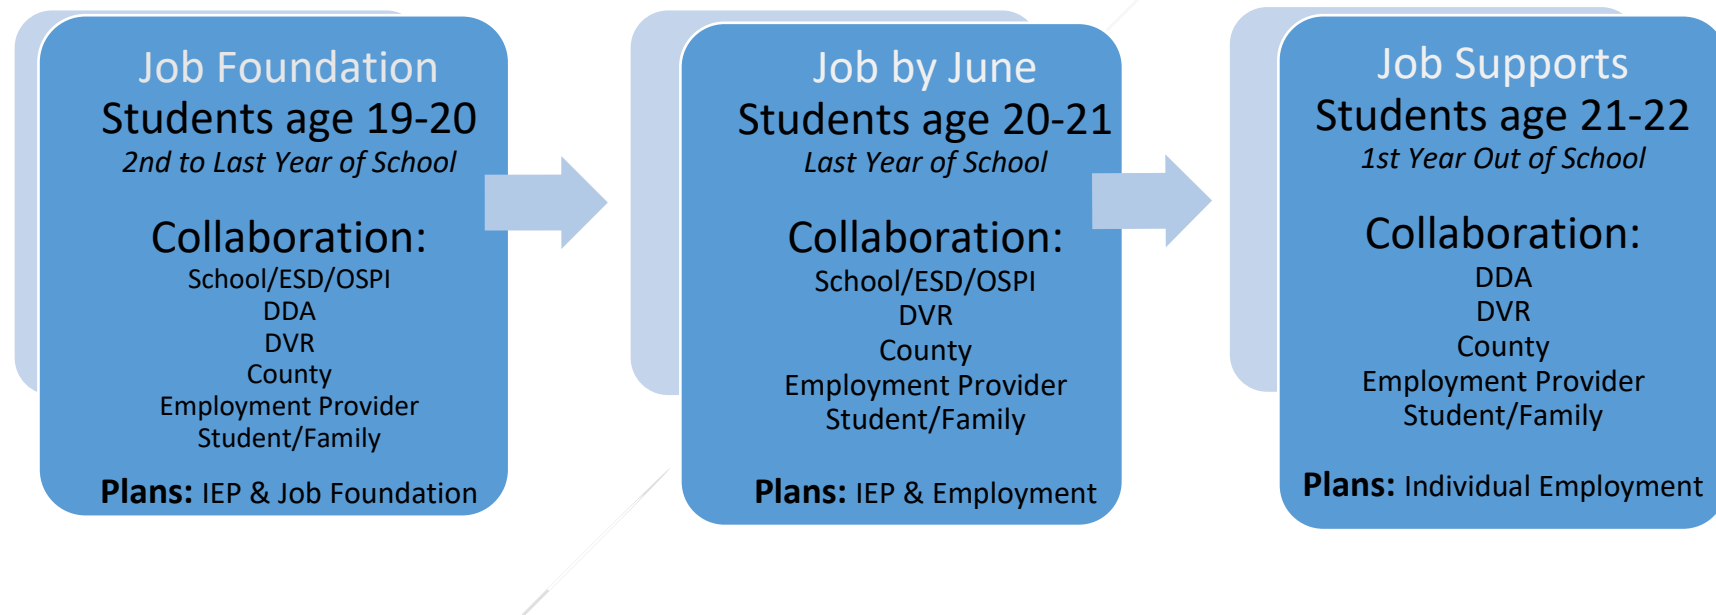 Job Foundation
Students age 19-20
2nd to Last Year of School
Collaboration:
School/ESD/OSPI
DDA
DVR
County
Employment Provider
Student/Family
Plans: IEP & Job Foundation
Job by June
Students age 20-21
Last Year of School
Collaboration:
School/ESD/OSPI
DVR
County
Employment Provider
Student/Family
Plans: IEP & Employment
Job Supports
Students age 21-22
1st Year Out of School
Collaboration:
DDA
DVR
County
Employment Provider
Student/Family
Plans: Individual Employment